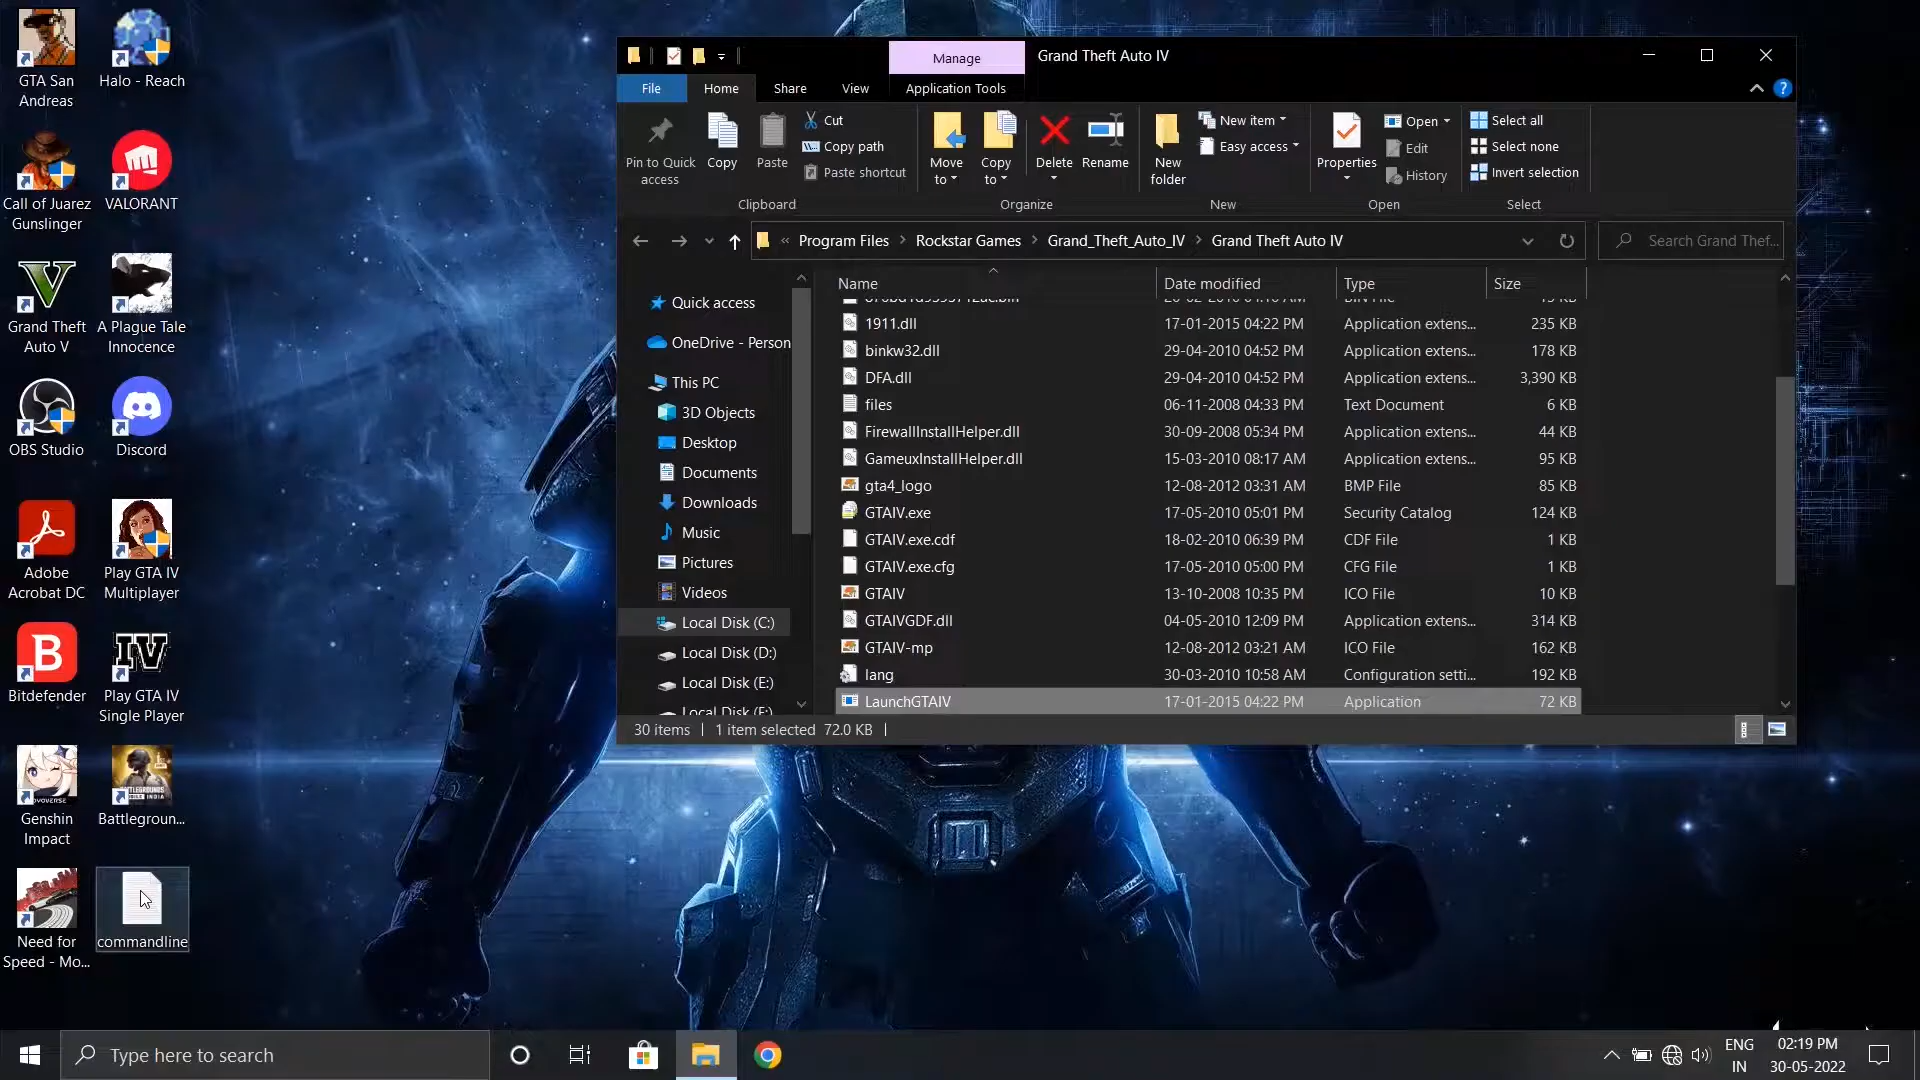 GTA San
Andreas
Halo - Reach
Call of Juarez
Gunslinger
VALORANT
Grand Theft
Auto V
A Plague Tale
Innocence
OBS Studio
Discord
Adobe
Acrobat DC
Play GTA IV
Multiplayer
Bitdefender
Play GTA IV
Single Player
Genshin
Impact
Battlegroun...
Need for
Speed - Mo...
commandline
Manage
Grand Theft Auto IV
File
Home
Share
View
Application Tools
Pin to Quick
access
Copy
Paste
Cut
Copy path
Paste shortcut
Clipboard
Move
to
Copy
to
Delete
Rename
Organize
New
folder
New item
Easy access
New
Properties
Open
Edit
History
Open
Select all
Select none
Invert selection
Select
« Program Files > Rockstar Games > Grand_Theft_Auto_IV > Grand Theft Auto IV
Search Grand Thef...
Quick access
OneDrive - Person
This PC
3D Objects
Desktop
Documents
Downloads
Music
Pictures
Videos
Local Disk (C:)
Local Disk (D:)
Local Disk (E:)
Local Disk (F:)
Name Date modified Type Size
1911.dll 17-01-2015 04:22 PM Application extens... 235 KB
binkw32.dll 29-04-2010 04:52 PM Application extens... 178 KB
DFA.dll 29-04-2010 04:52 PM Application extens... 3,390 KB
files 06-11-2008 04:33 PM Text Document 6 KB
FirewallInstallHelper.dll 30-09-2008 05:34 PM Application extens... 44 KB
GameuxInstallHelper.dll 15-03-2010 08:17 AM Application extens... 95 KB
gta4_logo 12-08-2012 03:31 AM BMP File 85 KB
GTAIV.exe 17-05-2010 05:01 PM Security Catalog 124 KB
GTAIV.exe.cdf 18-02-2010 06:39 PM CDF File 1 KB
GTAIV.exe.cfg 17-05-2010 05:00 PM CFG File 1 KB
GTAIV 13-10-2008 10:35 PM ICO File 10 KB
GTAIVGDF.dll 04-05-2010 12:09 PM Application extens... 314 KB
GTAIV-mp 12-08-2012 03:21 AM ICO File 162 KB
lang 30-03-2010 10:58 AM Configuration setti... 192 KB
LaunchGTAIV 17-01-2015 04:22 PM Application 72 KB
30 items 1 item selected 72.0 KB
Type here to search
ENG
IN
02:19 PM
30-05-2022